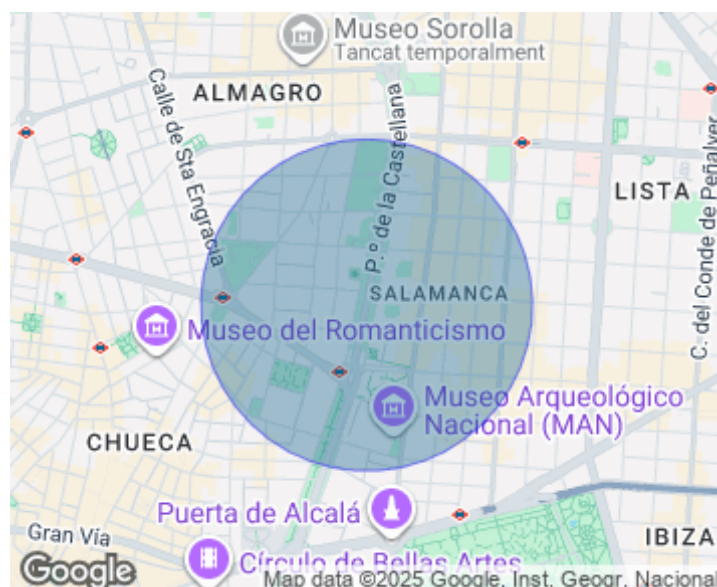 Museo Sorolla
Tancat temporalment
ALMAGRO
Calle de Sta Engracia
P.º de la Castellana
LISTA
C. del Conde de Peñalver
SALAMANCA
Museo del Romanticismo
Museo Arqueológico
Nacional (MAN)
CHUECA
Puerta de Alcalá
Gran Vía
IBIZA
Círculo de Bellas Artes
Google
Map data ©2025 Google, Inst. Geogr. Nacional